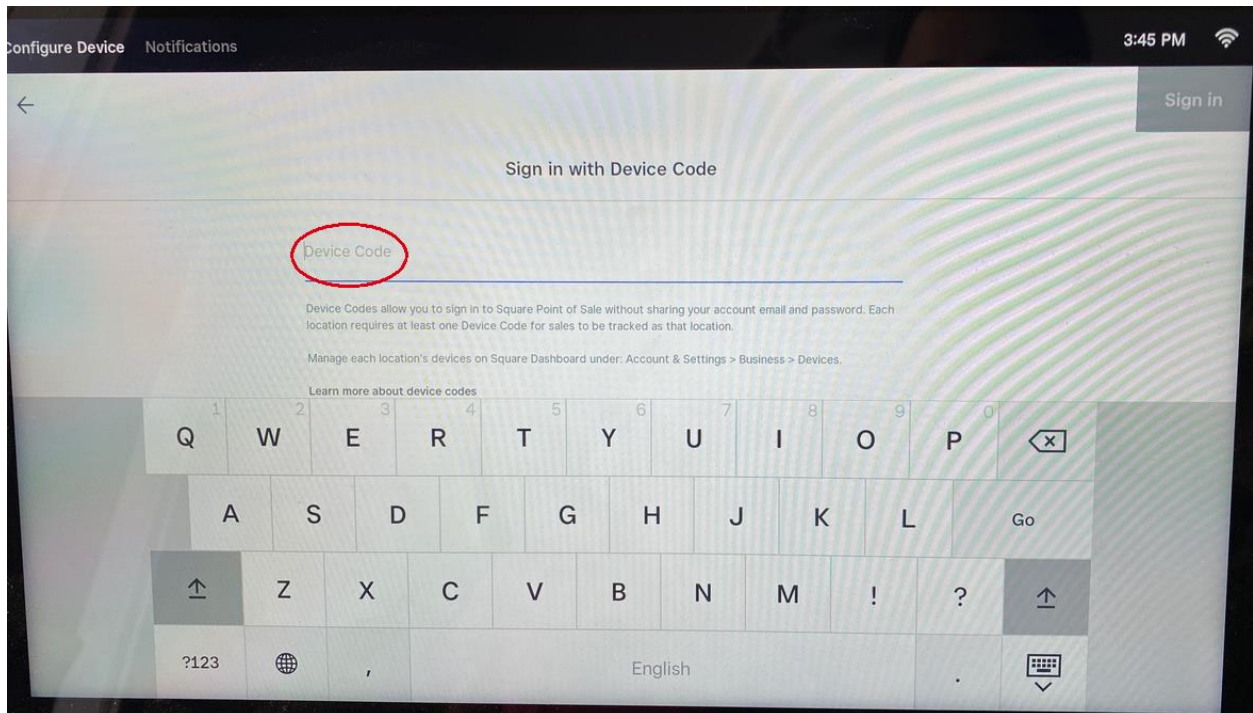 Configure Device Notifications 3:45 PM
Sign in
Sign in with Device Code
Device Code
Device Codes allow you to sign in to Square Point of Sale without sharing your account email and password. Each
location requires at least one Device Code for sales to be tracked as that location.
Manage each location's devices on Square Dashboard under: Account & Settings > Business > Devices.
Learn more about device codes
1 2 3 4 5 6 7 8 9 0
Q W E R T Y U I O P
A S D F G H J K L Go
Z X C V B N M ! ?
?123 , English .